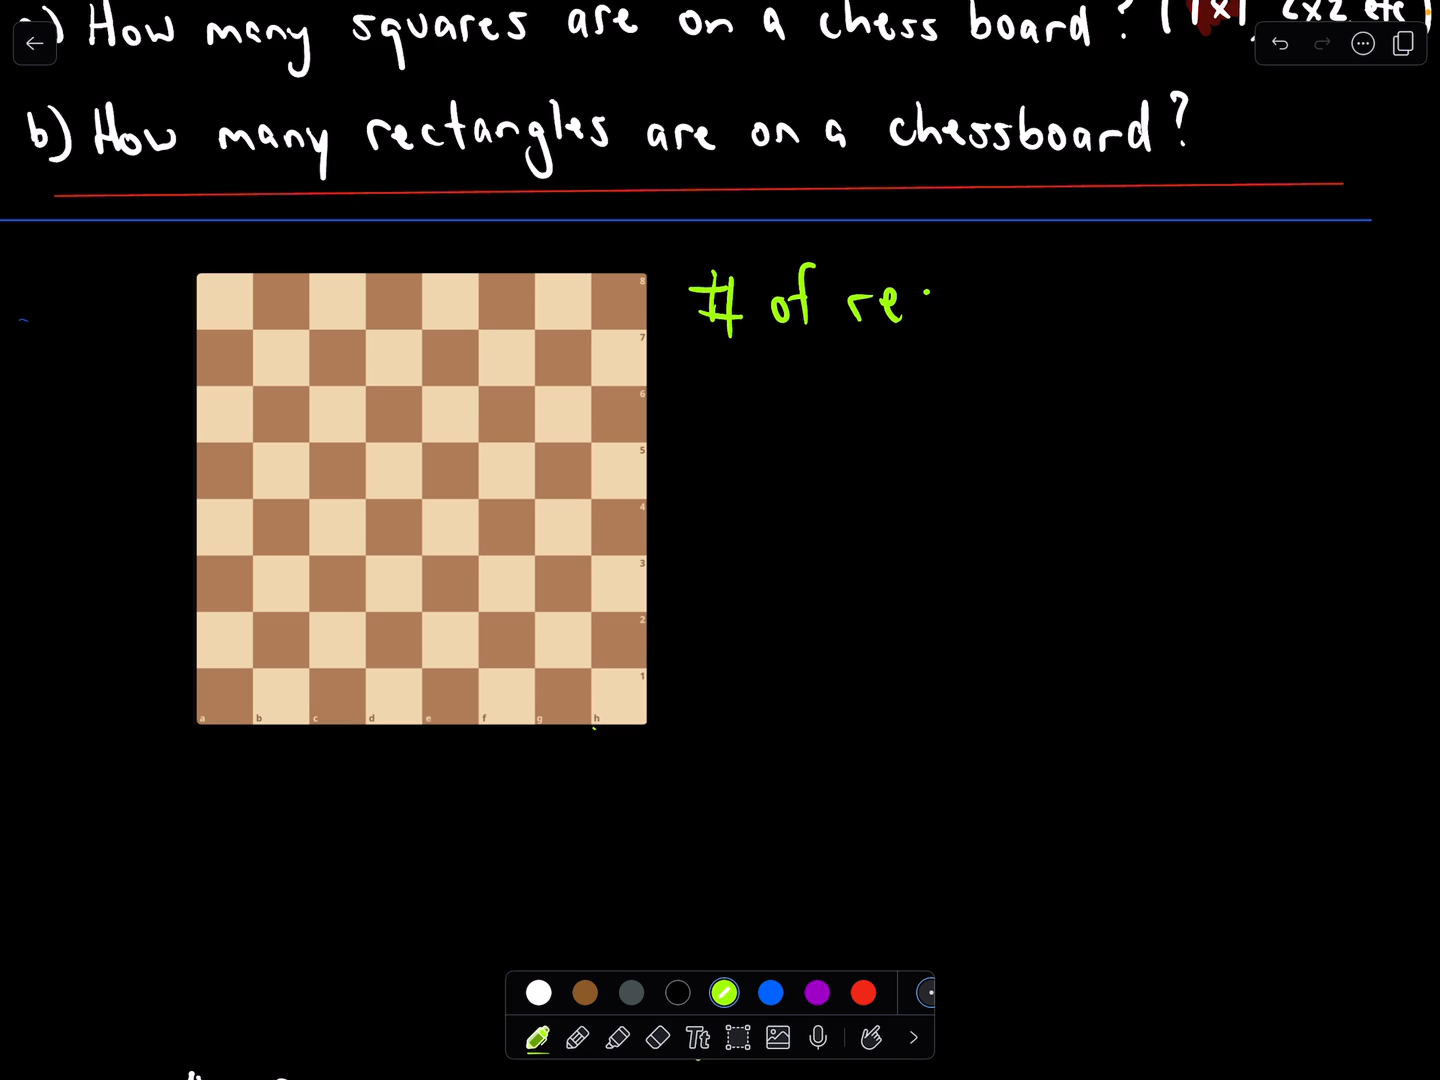 ) How many squares are on a chess board? (1x1, 2x2 etc)
b) How many rectangles are on a chessboard?
# of re
8
7
6
5
4
3
2
1
a b c d e f g h
Tt